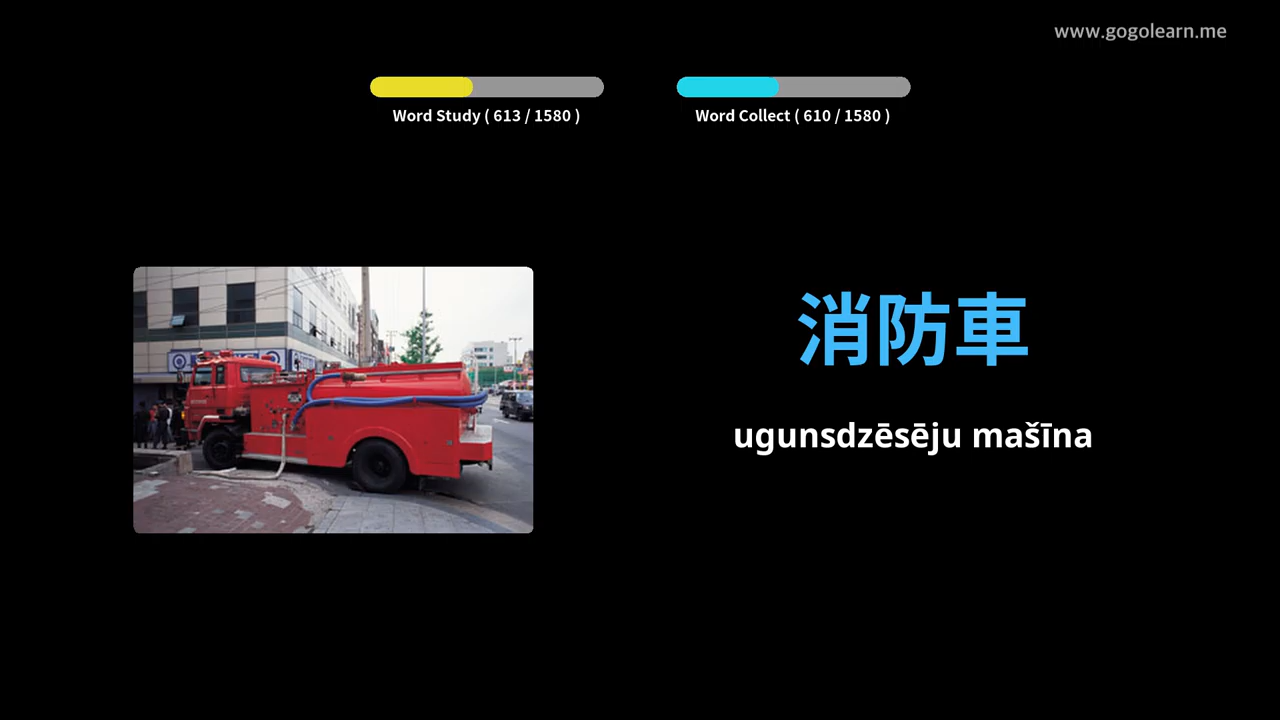 www.gogolearn.me
Word Study ( 613 / 1580 )
Word Collect ( 610 / 1580 )
消防車
ugunsdzēsēju mašīna